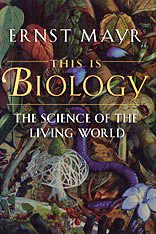 ERNST MAYR
THIS IS
BIOLOGY
THE SCIENCE OF THE
LIVING WORLD